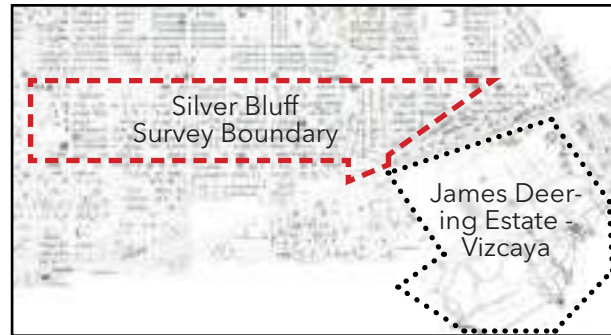 Silver Bluff
Survey Boundary
James Deer-
ing Estate -
Vizcaya